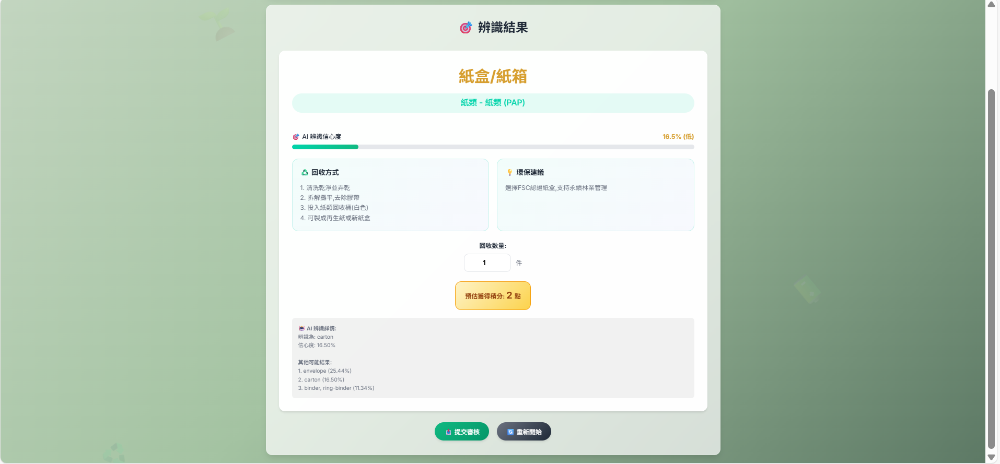 辨識結果
紙盒/紙箱
紙類 - 紙類 (PAP)
AI 辨識信心度
16.5% (低)
回收方式
1. 清洗乾淨並弄乾
2. 拆解攤平,去除膠帶
3. 投入紙類回收桶(白色)
4. 可製成再生紙或新紙盒
環保建議
選擇FSC認證紙盒,支持永續林業管理
回收數量:
1 件
預估獲得積分: 2 點
AI 辨識詳情:
辨識為: carton
信心度: 16.50%
其他可能結果:
1. envelope (25.44%)
2. carton (16.50%)
3. binder, ring-binder (11.34%)
提交審核
重新開始